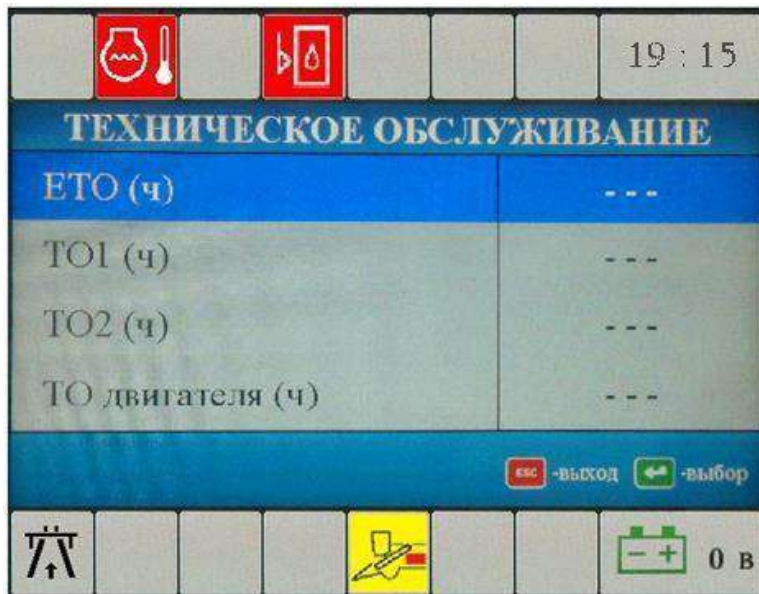 19 : 15
ТЕХНИЧЕСКОЕ ОБСЛУЖИВАНИЕ
ЕТО (ч) - - -
ТО1 (ч) - - -
ТО2 (ч) - - -
ТО двигателя (ч) - - -
ESC -выход -выбор
- + 0 в